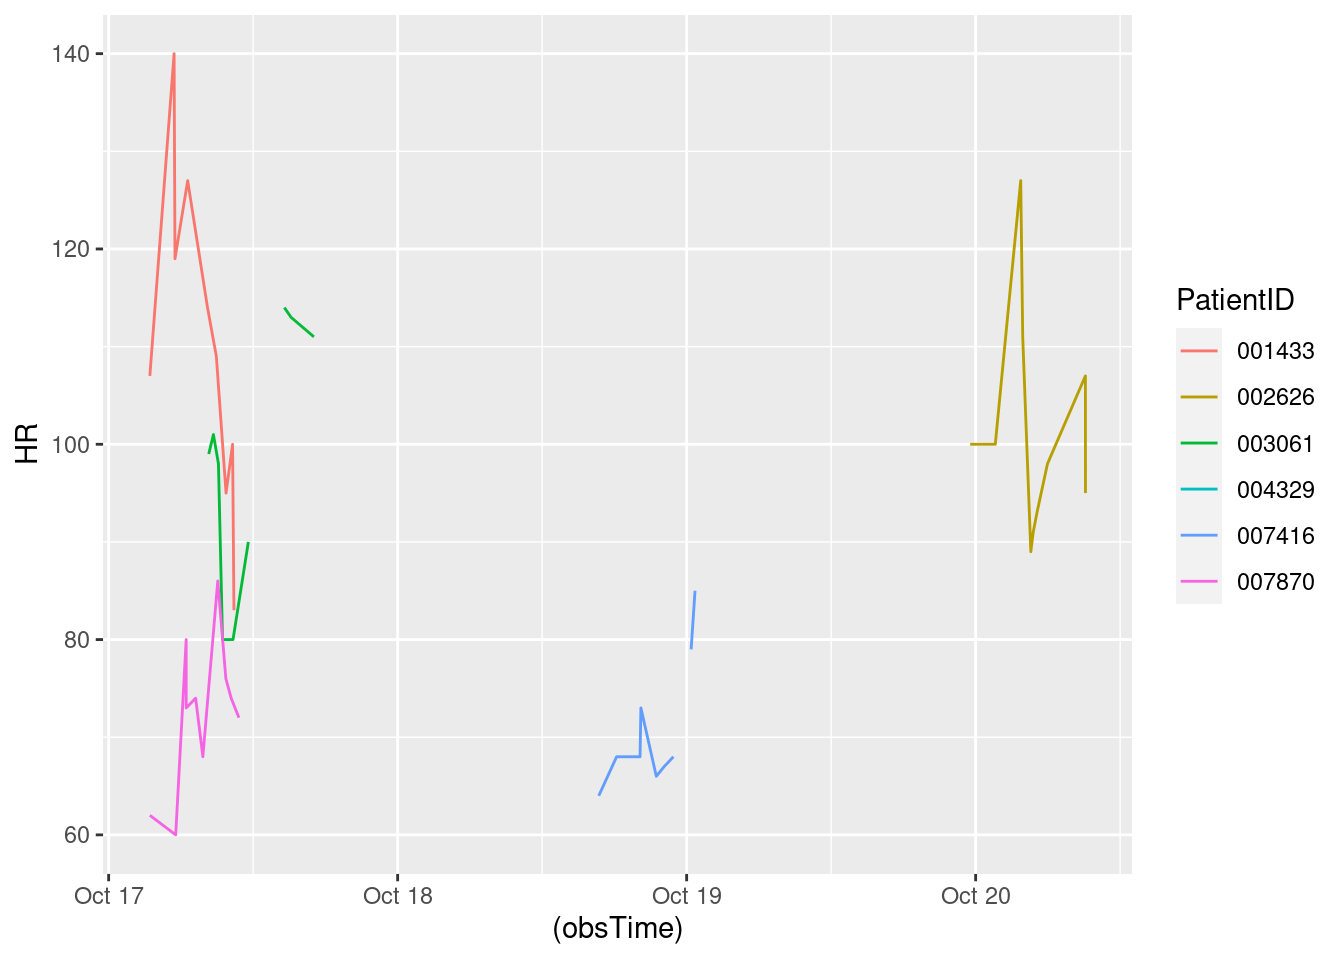 140
120
100
80
60
HR
Oct 17
Oct 18
Oct 19
Oct 20
(obsTime)
PatientID
001433
002626
003061
004329
007416
007870